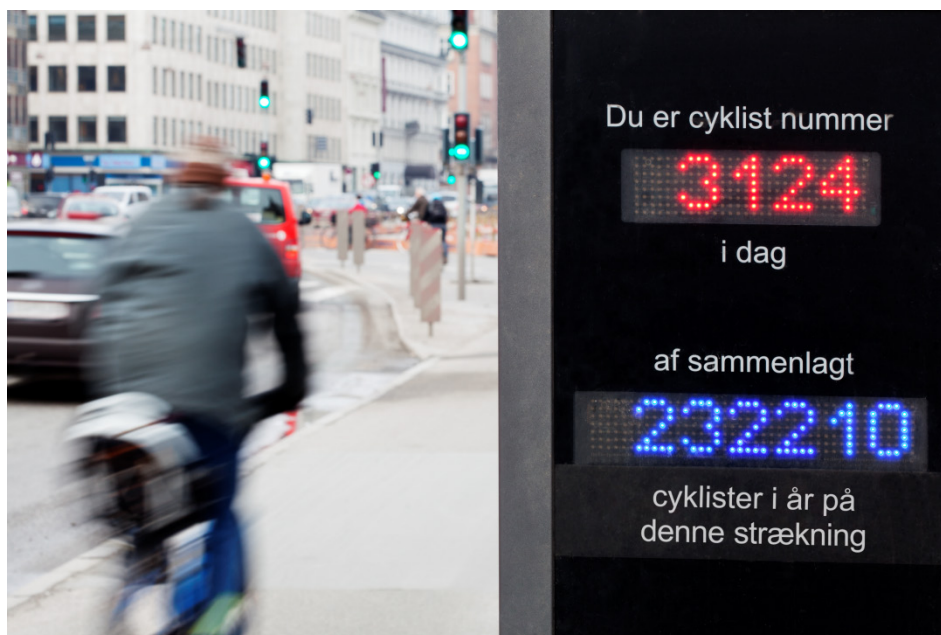 Du er cyklist nummer
3124
i dag
af sammenlagt
232210
cyklister i år på
denne strækning